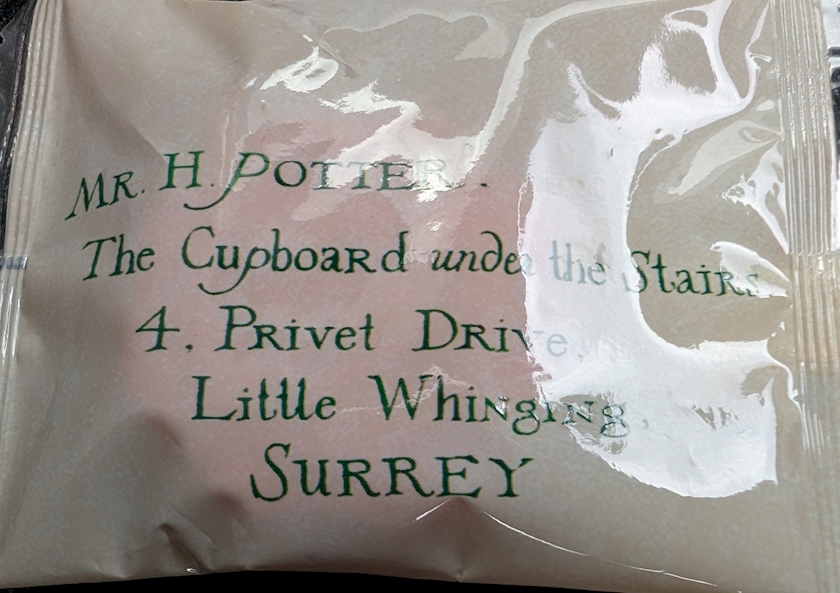 MR. H. POTTER.
The Cupboard under the Stairs,
4, Privet Drive,
Little Whinging,
SURREY